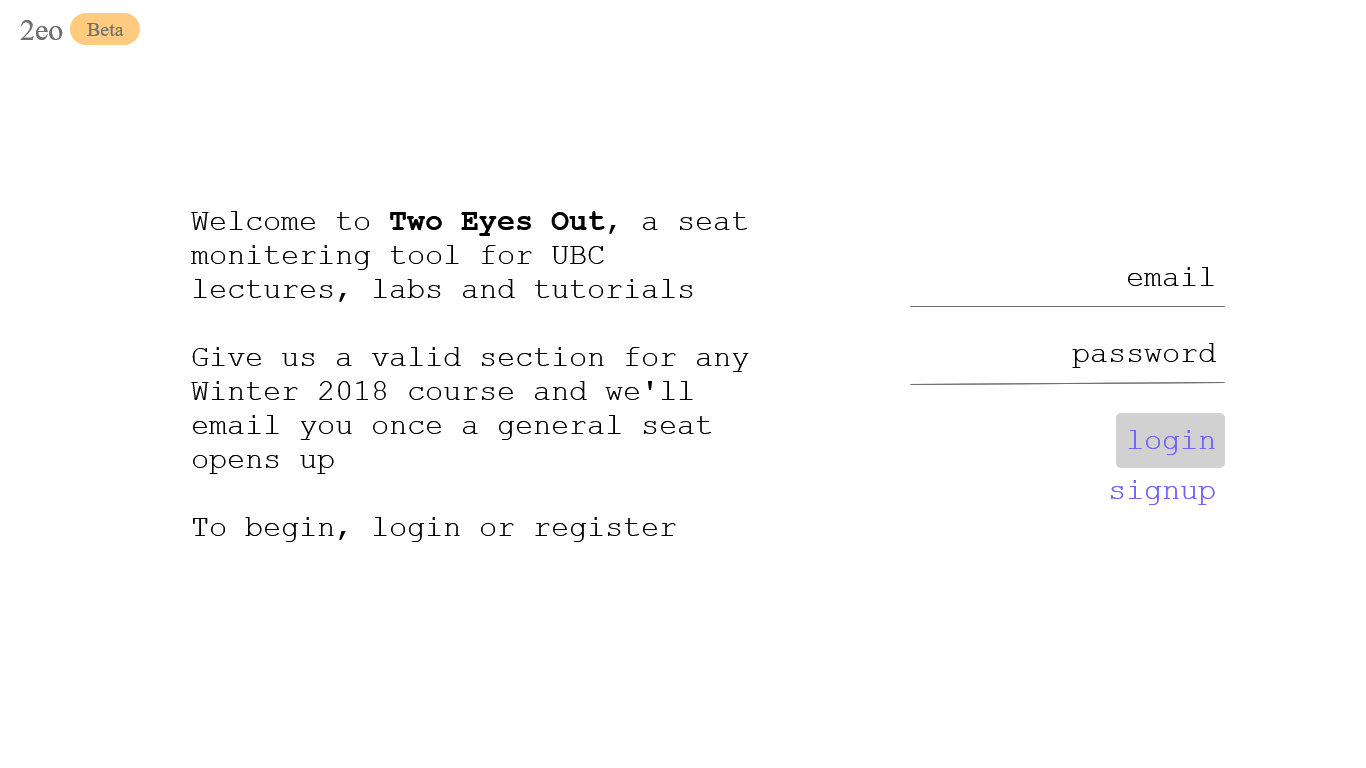 2eo Beta
Welcome to Two Eyes Out, a seat
monitering tool for UBC
lectures, labs and tutorials
Give us a valid section for any
Winter 2018 course and we'll
email you once a general seat
opens up
To begin, login or register
email
password
login
signup